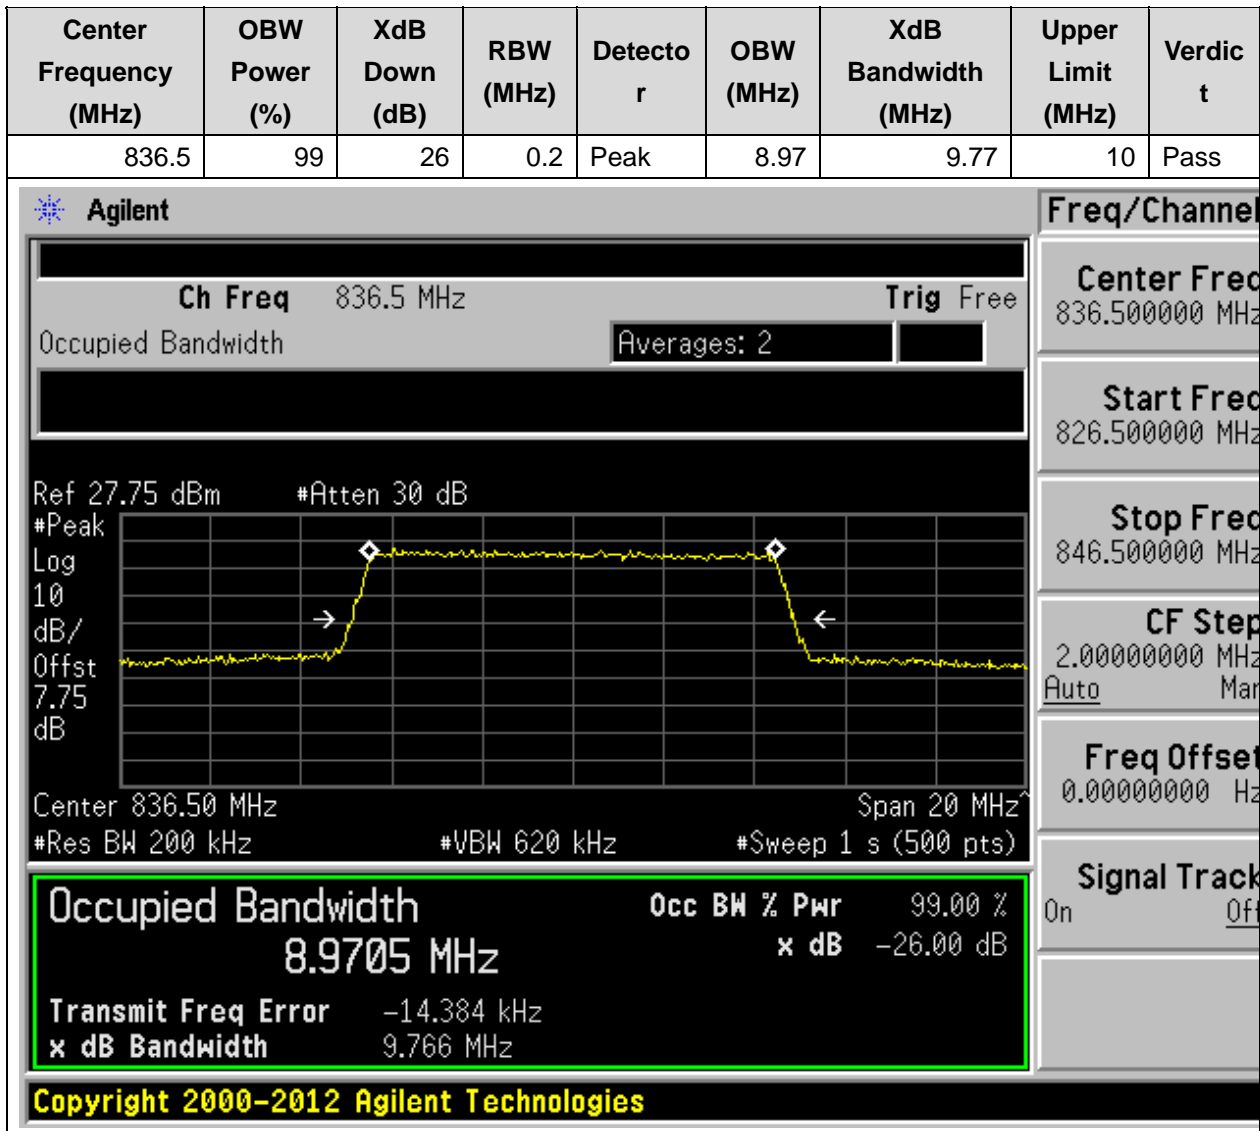 Center Frequency (MHz) OBW Power (%) XdB Down (dB) RBW (MHz) Detecto r OBW (MHz) XdB Bandwidth (MHz) Upper Limit (MHz) Verdic t
836.5 99 26 0.2 Peak 8.97 9.77 10 Pass
Agilent
Freq/Channel
Ch Freq 836.5 MHz Trig Free
Occupied Bandwidth Averages: 2
Center Freq
836.500000 MHz
Start Freq
826.500000 MHz
Stop Freq
846.500000 MHz
CF Step
2.00000000 MHz
Auto Man
Freq Offset
0.00000000 Hz
Signal Track
On Off
Ref 27.75 dBm #Atten 30 dB
#Peak
Log
10
dB/
Offst
7.75
dB
Center 836.50 MHz Span 20 MHz^
#Res BW 200 kHz #VBW 620 kHz #Sweep 1 s (500 pts)
Occupied Bandwidth
8.9705 MHz
Occ BW % Pwr 99.00 %
x dB -26.00 dB
Transmit Freq Error -14.384 kHz
x dB Bandwidth 9.766 MHz
Copyright 2000-2012 Agilent Technologies